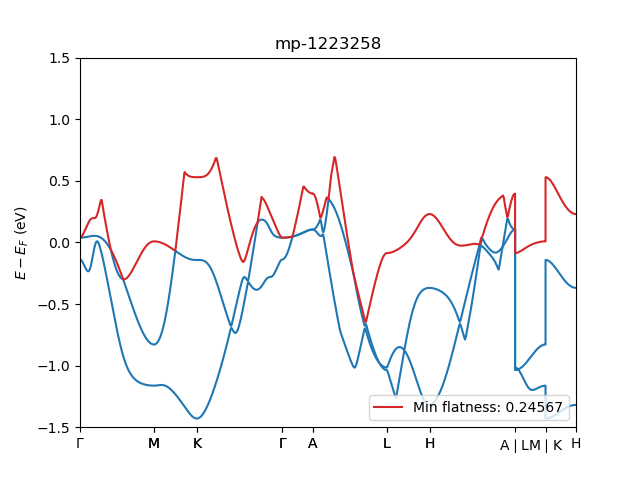 mp-1223258
E − E_F (eV)
1.5
1.0
0.5
0.0
−0.5
−1.0
−1.5
Min flatness: 0.24567
Γ M K Γ A L H A | LM | K H